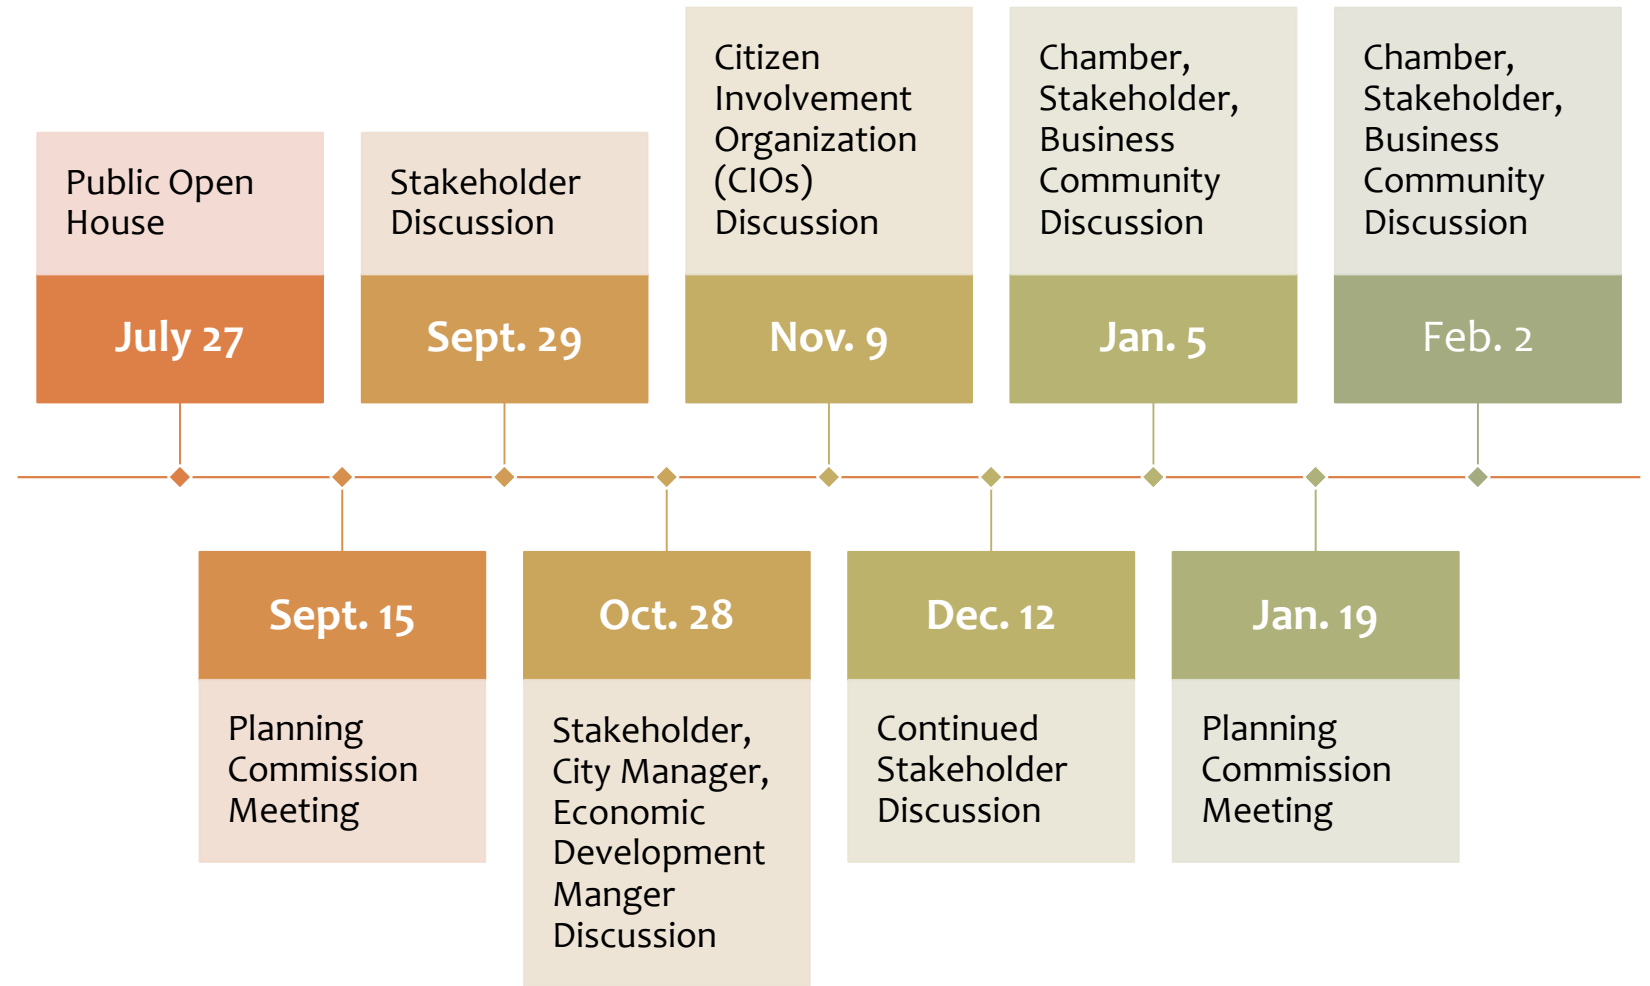 Public Open
House
July 27
Sept. 15
Planning
Commission
Meeting
Stakeholder
Discussion
Sept. 29
Oct. 28
Stakeholder,
City Manager,
Economic
Development
Manger
Discussion
Citizen
Involvement
Organization
(CIOs)
Discussion
Nov. 9
Dec. 12
Continued
Stakeholder
Discussion
Chamber,
Stakeholder,
Business
Community
Discussion
Jan. 5
Jan. 19
Planning
Commission
Meeting
Chamber,
Stakeholder,
Business
Community
Discussion
Feb. 2